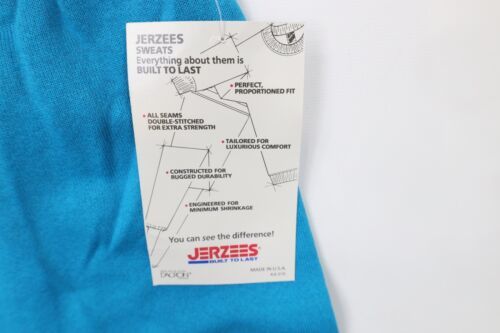 JERZEES
SWEATS
Everything about them is
BUILT TO LAST
• PERFECT,
PROPORTIONED FIT
• ALL SEAMS
DOUBLE-STITCHED
FOR EXTRA STRENGTH
• TAILORED FOR
LUXURIOUS COMFORT
• CONSTRUCTED FOR
RUGGED DURABILITY
• ENGINEERED FOR
MINIMUM SHRINKAGE
You can see the difference!
JERZEES
BUILT TO LAST
MADE IN U.S.A.